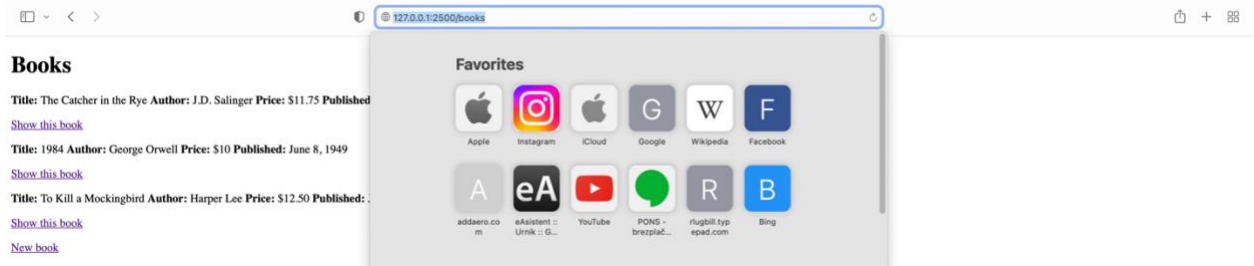 127.0.0.1:2500/books
Books
Title: The Catcher in the Rye Author: J.D. Salinger Price: $11.75 Published
Show this book
Title: 1984 Author: George Orwell Price: $10 Published: June 8, 1949
Show this book
Title: To Kill a Mockingbird Author: Harper Lee Price: $12.50 Published:
Show this book
New book
Favorites
G W F
Apple Instagram iCloud Google Wikipedia Facebook
A eA R B
addaero.co
m
eAsistent ::
Urnik :: G...
YouTube
PONS -
brezplač...
rlugbill.typ
epad.com
Bing